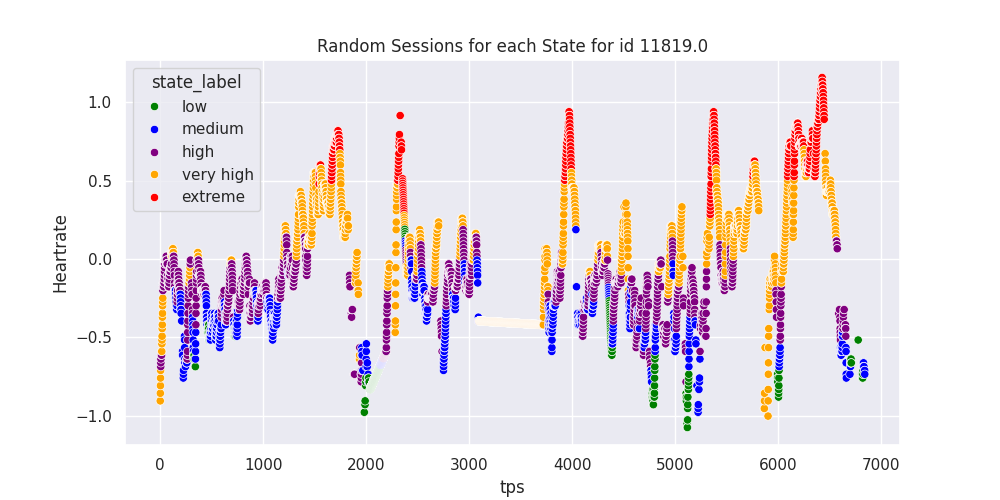 Random Sessions for each State for id 11819.0
state_label
low
medium
high
very high
extreme
Heartrate
1.0
0.5
0.0
−0.5
−1.0
0 1000 2000 3000 4000 5000 6000 7000
tps